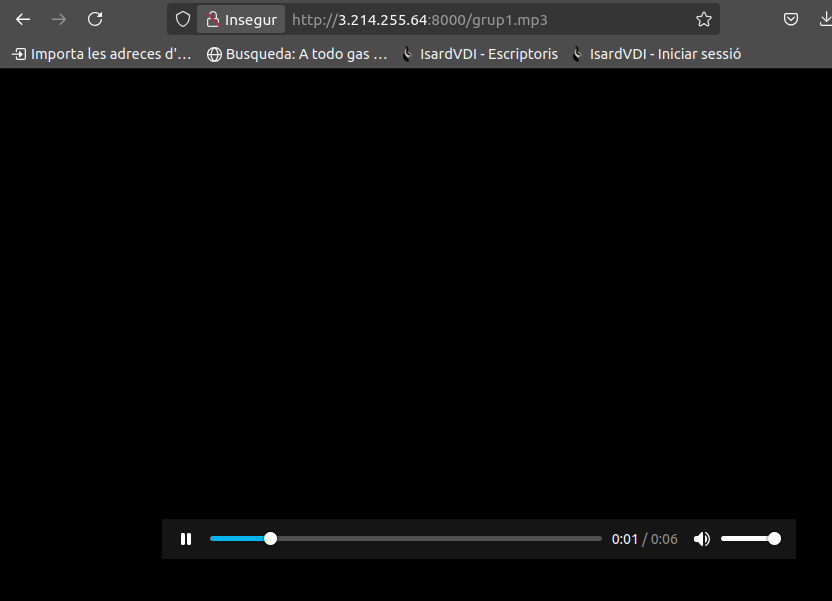 Insegur http://3.214.255.64:8000/grup1.mp3
Importa les adreces d'… Busqueda: A todo gas … IsardVDI - Escriptoris IsardVDI - Iniciar sessió
0:01 / 0:06